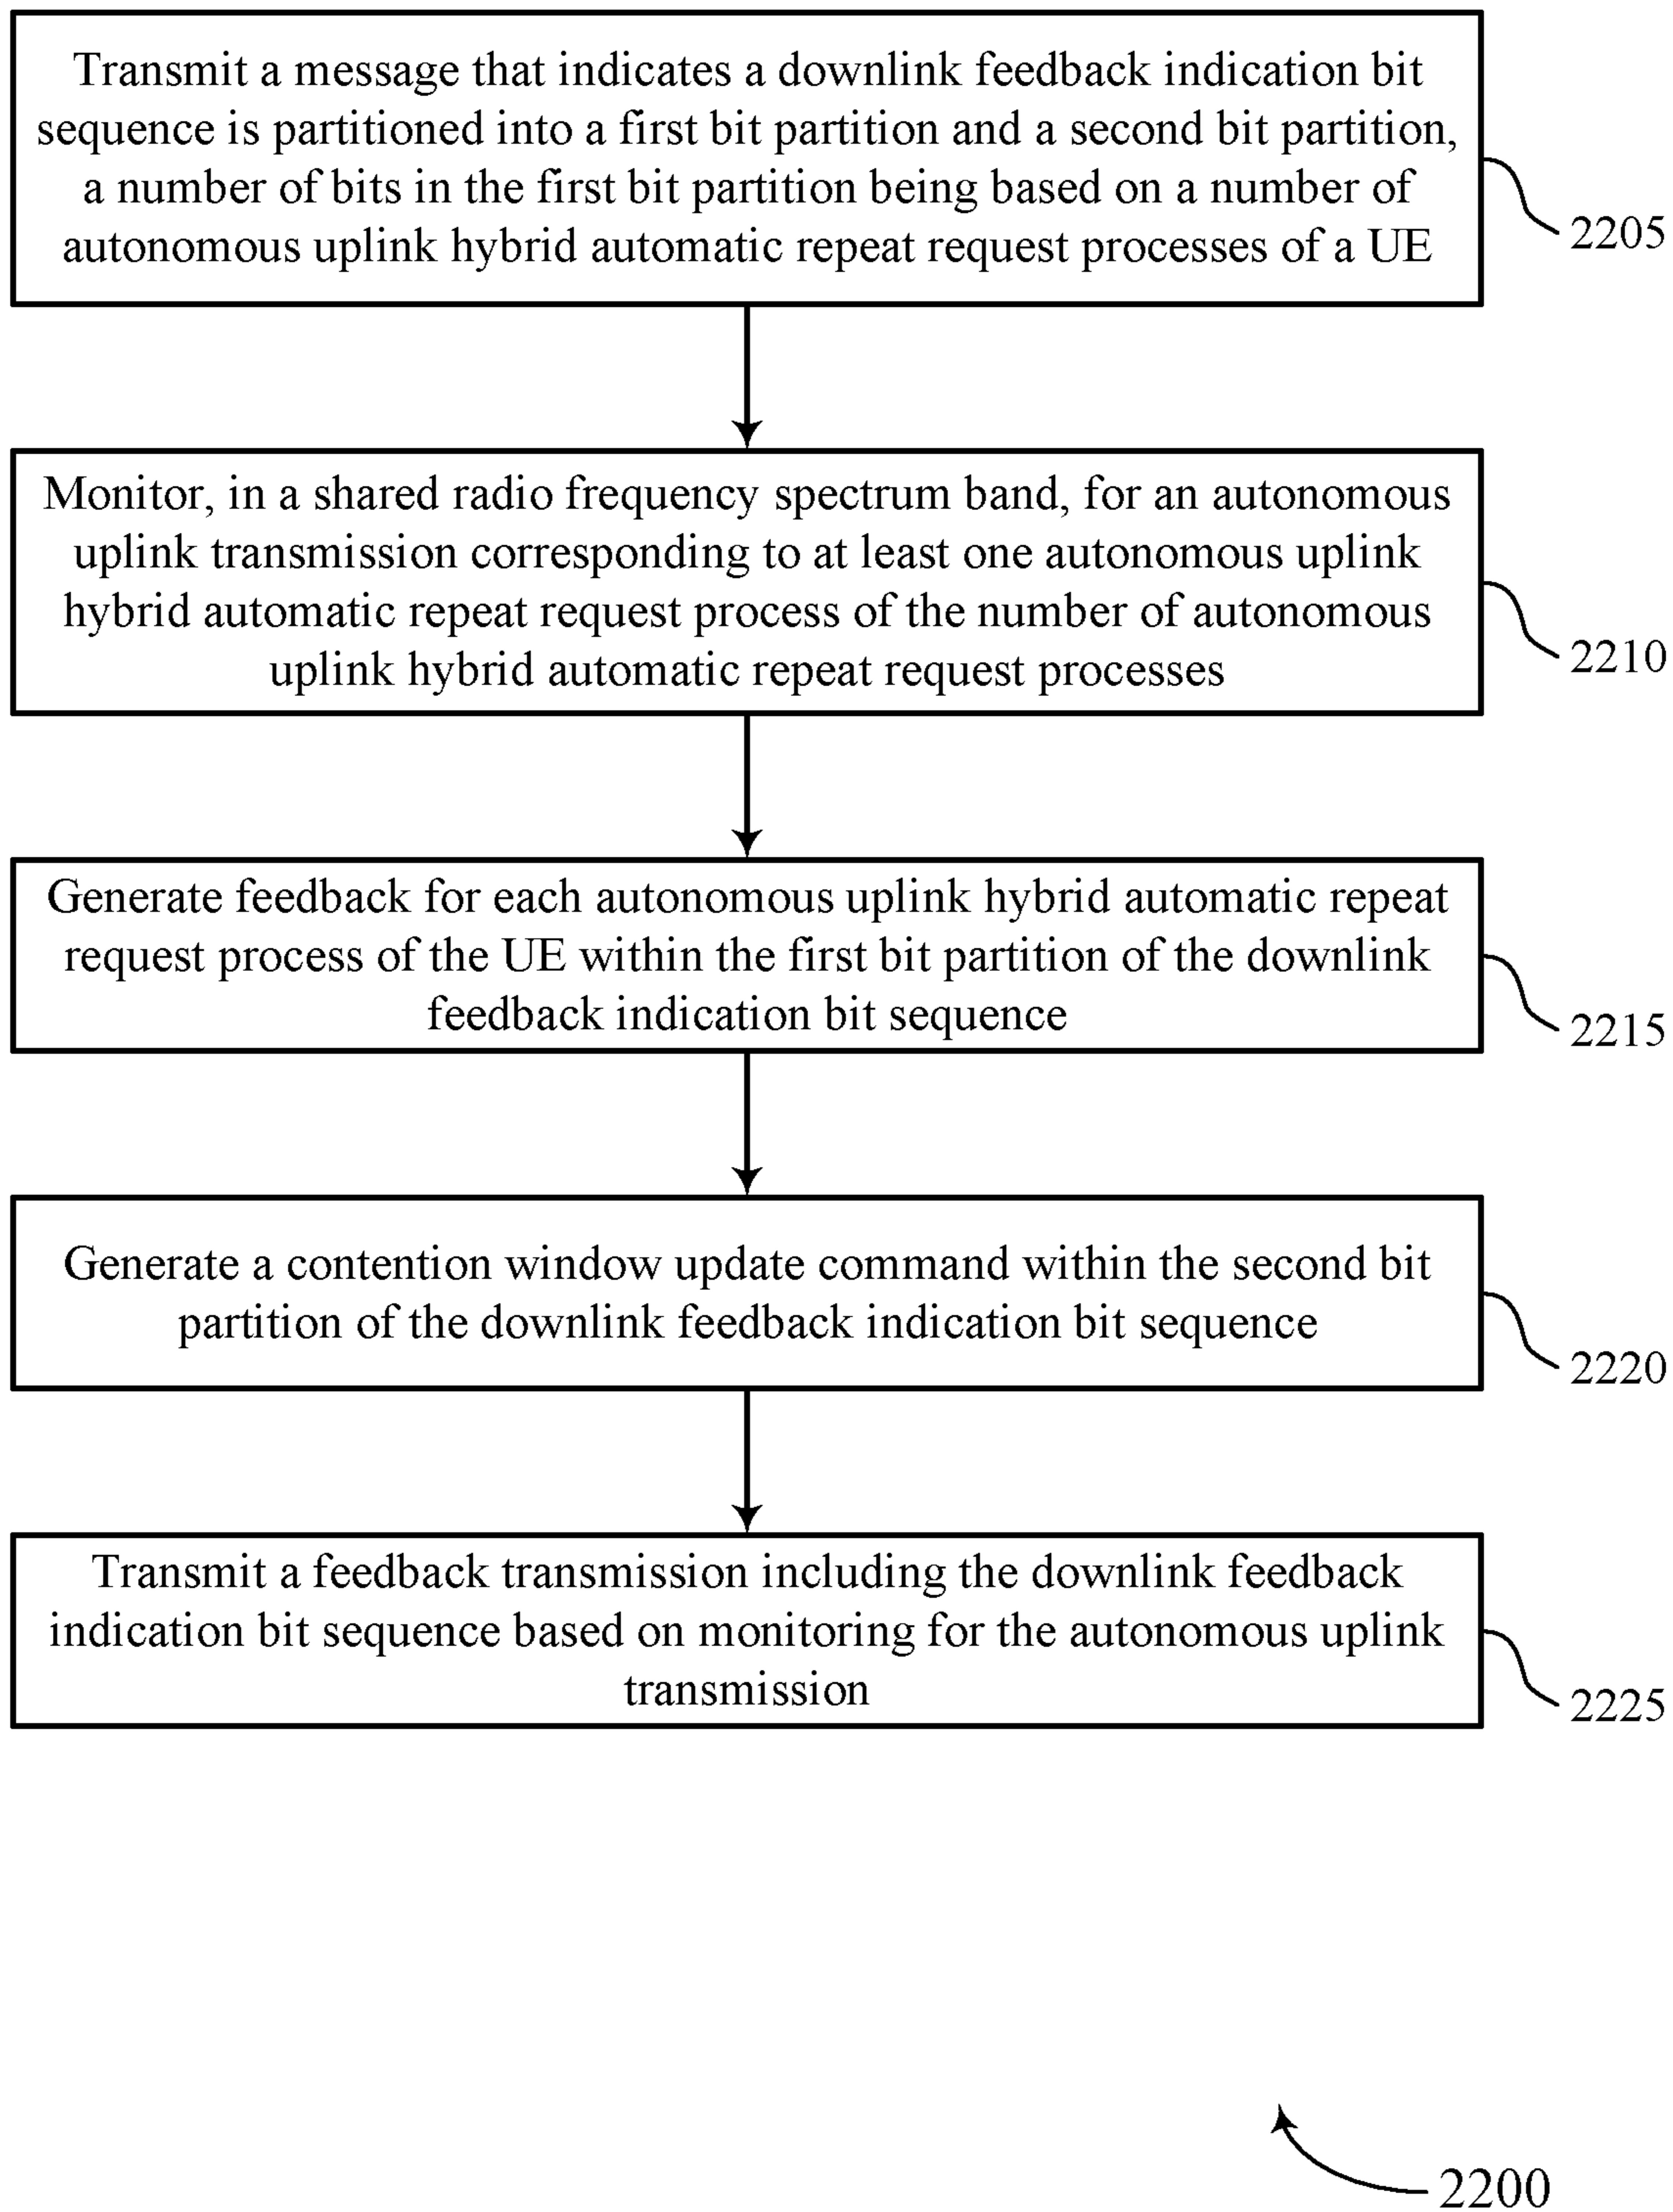 Transmit a message that indicates a downlink feedback indication bit
sequence is partitioned into a first bit partition and a second bit partition,
a number of bits in the first bit partition being based on a number of
autonomous uplink hybrid automatic repeat request processes of a UE
2205
Monitor, in a shared radio frequency spectrum band, for an autonomous
uplink transmission corresponding to at least one autonomous uplink
hybrid automatic repeat request process of the number of autonomous
uplink hybrid automatic repeat request processes
2210
Generate feedback for each autonomous uplink hybrid automatic repeat
request process of the UE within the first bit partition of the downlink
feedback indication bit sequence
2215
Generate a contention window update command within the second bit
partition of the downlink feedback indication bit sequence
2220
Transmit a feedback transmission including the downlink feedback
indication bit sequence based on monitoring for the autonomous uplink
transmission
2225
2200